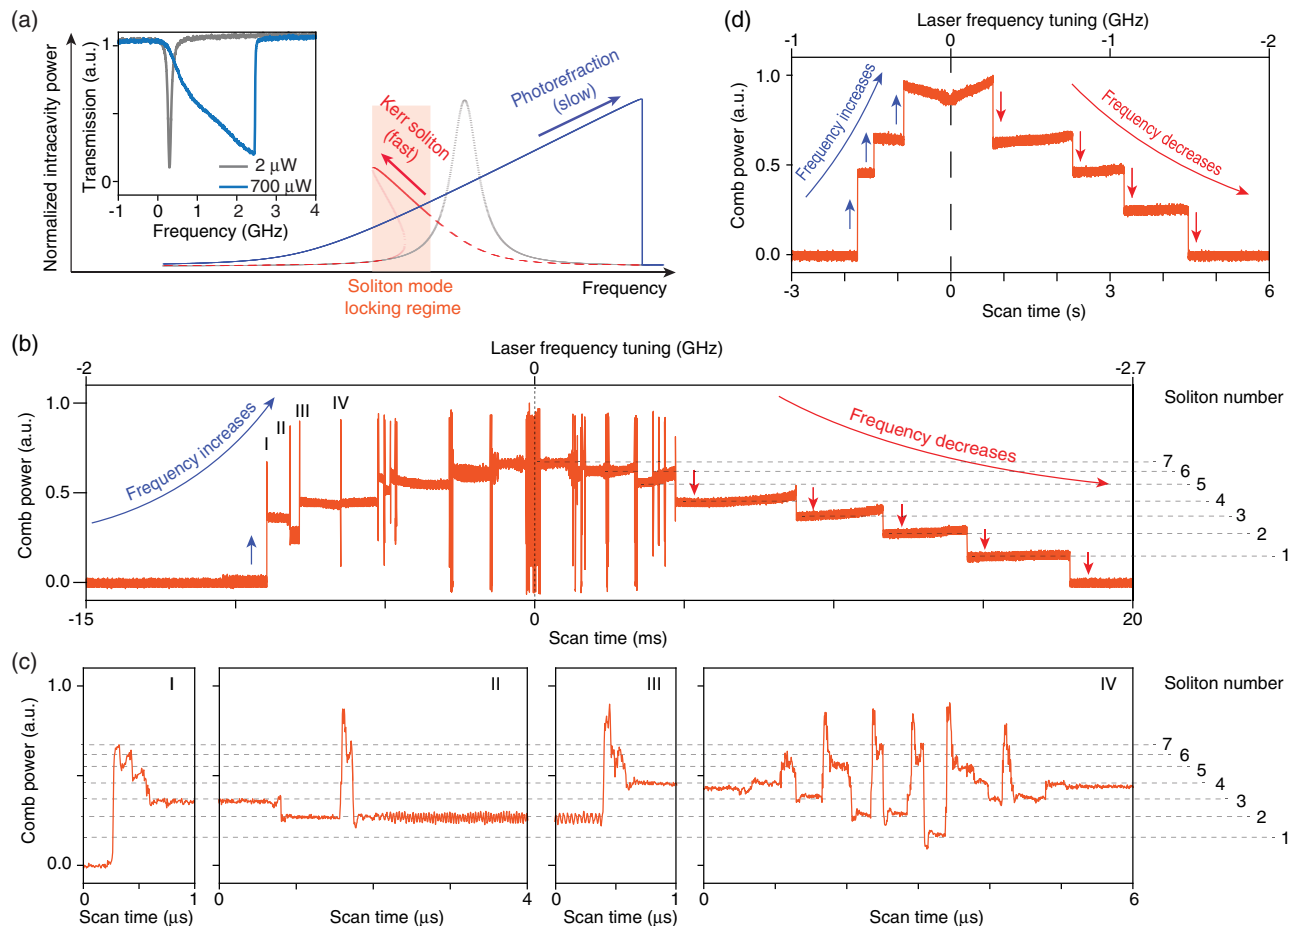 (a)
Normalized intracavity power
Transmission (a.u.)
1
0
2 μW
700 μW
-1 0 1 2 3 4
Frequency (GHz)
Kerr soliton
(fast)
Photorefraction
(slow)
Soliton mode
locking regime
Frequency
(d)
Laser frequency tuning (GHz)
-1 0 -1 -2
Comb power (a.u.)
1.0
0.5
0.0
Frequency increases
Frequency decreases
-3 0 3 6
Scan time (s)
(b)
Laser frequency tuning (GHz)
-2 0 -2.7
Comb power (a.u.)
1.0
0.5
0.0
Frequency increases
I
II
III
IV
Frequency decreases
Soliton number
7
6
5
4
3
2
1
-15 0 20
Scan time (ms)
(c)
Comb power (a.u.)
1.0
0.5
0.0
I
II
III
IV
Soliton number
7
6
5
4
3
2
1
0 1
Scan time (μs)
0 4
Scan time (μs)
0 1
Scan time (μs)
0 6
Scan time (μs)